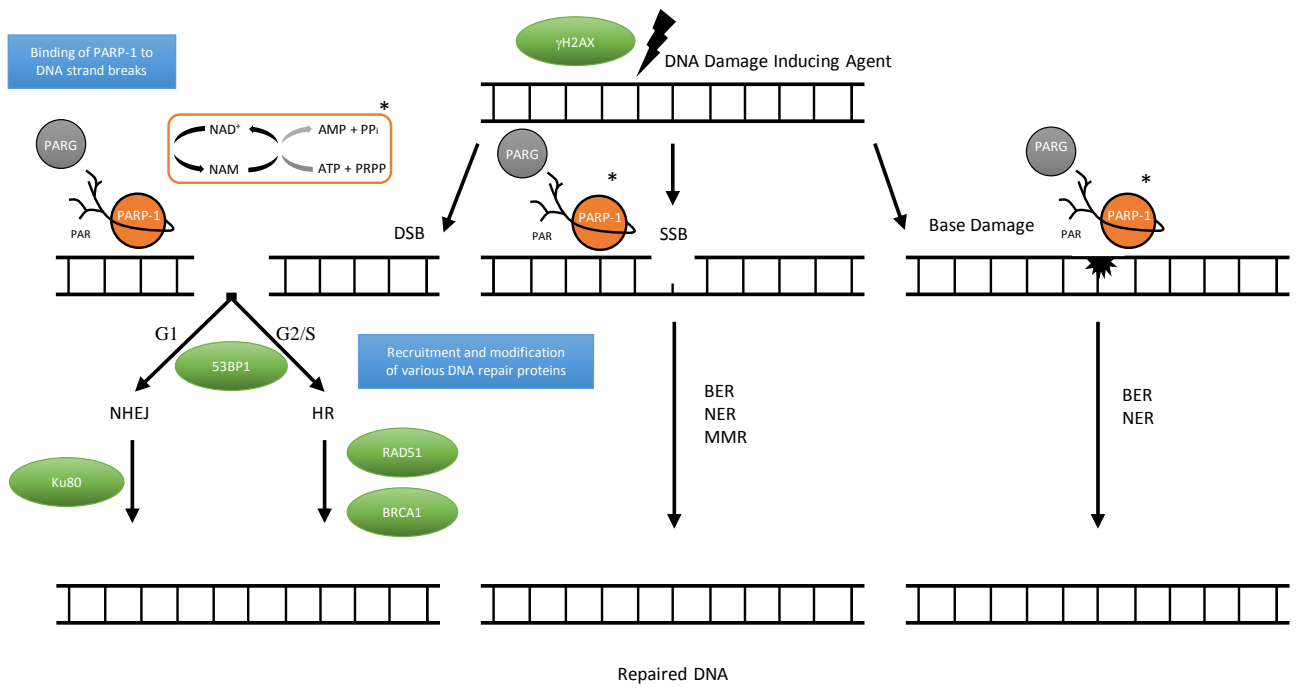 Binding of PARP-1 to
DNA strand breaks
γH2AX
DNA Damage Inducing Agent
*
NAD⁺
AMP + PPᵢ
NAM
ATP + PRPP
PARG
PARP-1
PAR
DSB
PARG
*
PARP-1
PAR
SSB
PARG
*
PARP-1
PAR
Base Damage
G1
G2/S
53BP1
Recruitment and modification
of various DNA repair proteins
NHEJ
HR
Ku80
RAD51
BRCA1
BER
NER
MMR
BER
NER
Repaired DNA